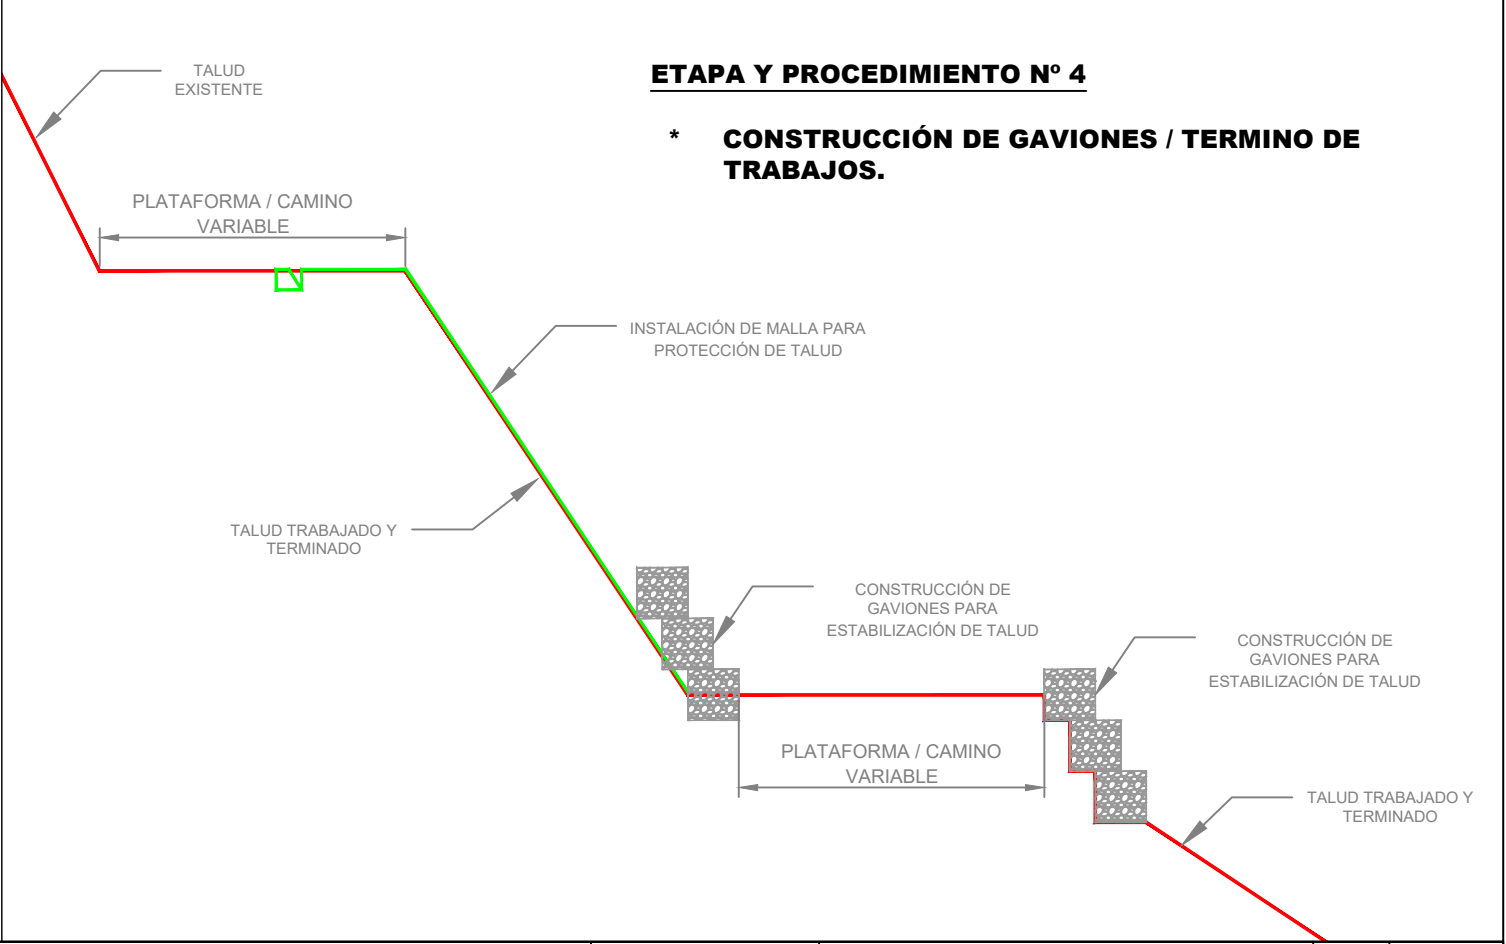 TALUD
EXISTENTE
ETAPA Y PROCEDIMIENTO Nº 4
* CONSTRUCCIÓN DE GAVIONES / TERMINO DE
TRABAJOS.
PLATAFORMA / CAMINO
VARIABLE
INSTALACIÓN DE MALLA PARA
PROTECCIÓN DE TALUD
TALUD TRABAJADO Y
TERMINADO
CONSTRUCCIÓN DE
GAVIONES PARA
ESTABILIZACIÓN DE TALUD
CONSTRUCCIÓN DE
GAVIONES PARA
ESTABILIZACIÓN DE TALUD
PLATAFORMA / CAMINO
VARIABLE
TALUD TRABAJADO Y
TERMINADO